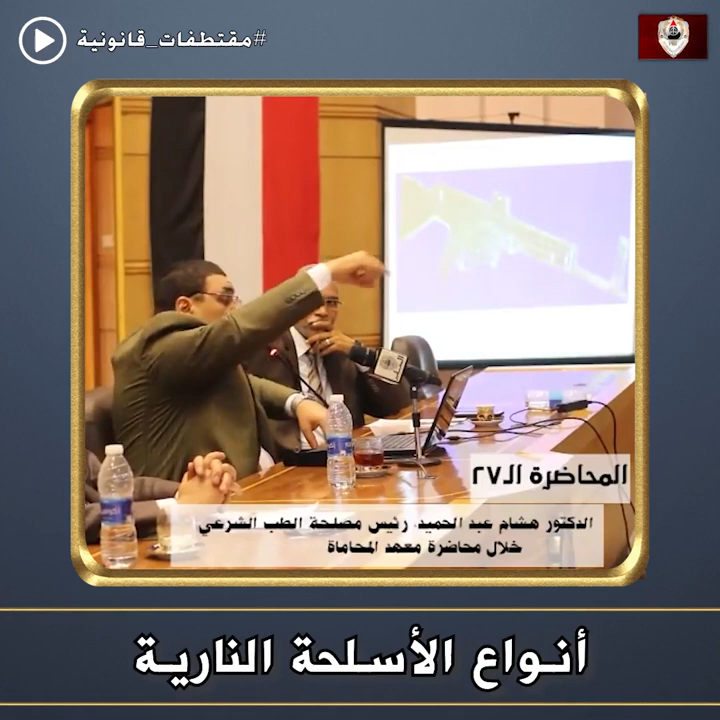 #مقتطفات_قانونية
المحاضرة الـ٢٧
الدكتور هشام عبد الحميد، رئيس مصلحة الطب الشرعي
خلال محاضرة معهد المحاماة
أنواع الأسلحة النارية